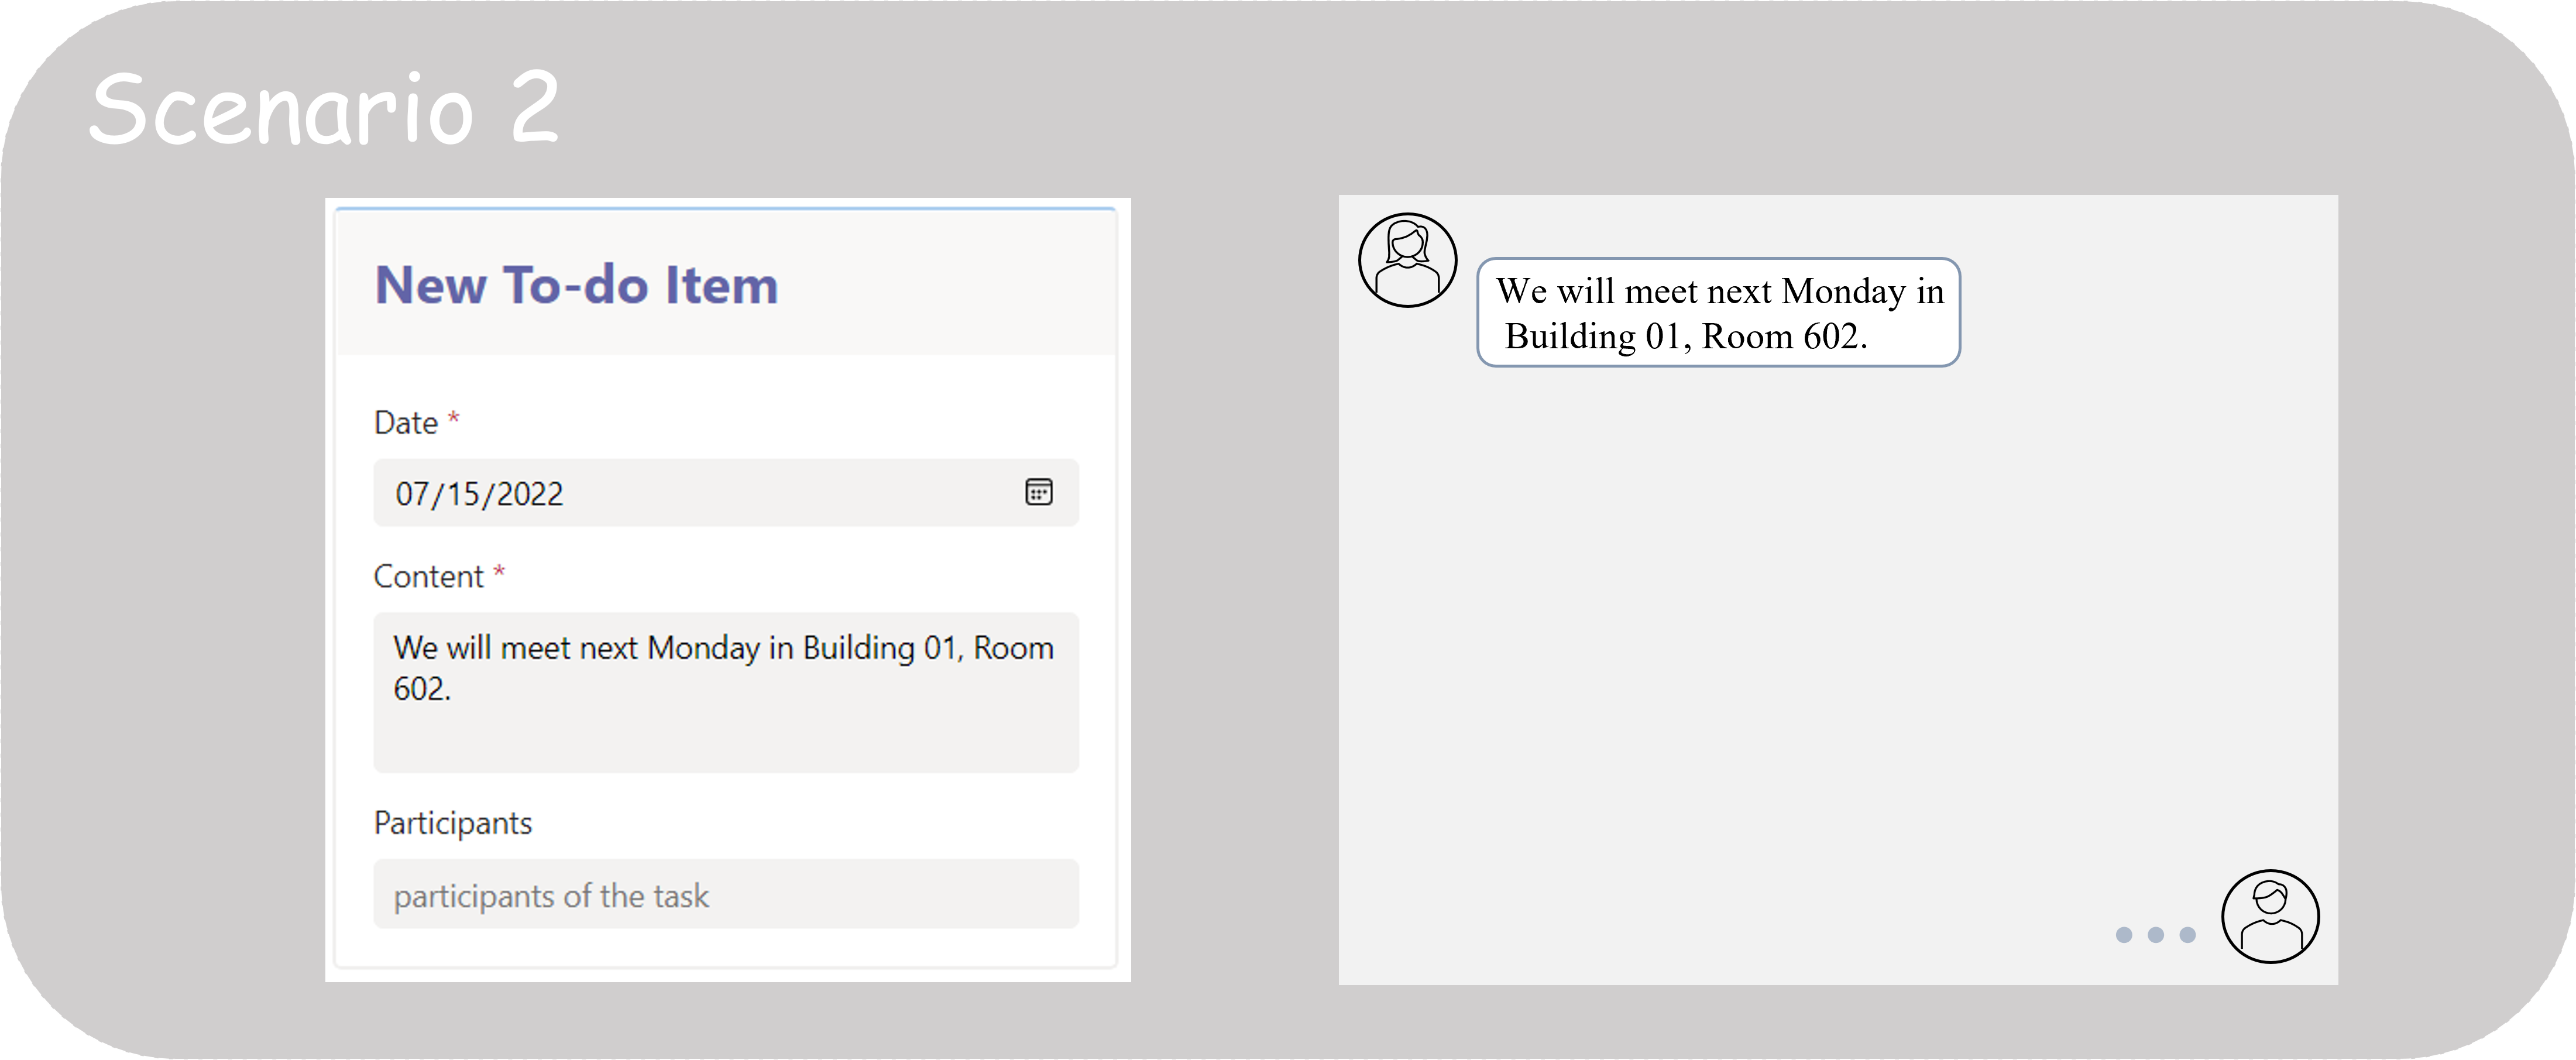 Scenario 2
New To-do Item
Date *
07/15/2022
Content *
We will meet next Monday in Building 01, Room
602.
Participants
participants of the task
We will meet next Monday in
Building 01, Room 602.